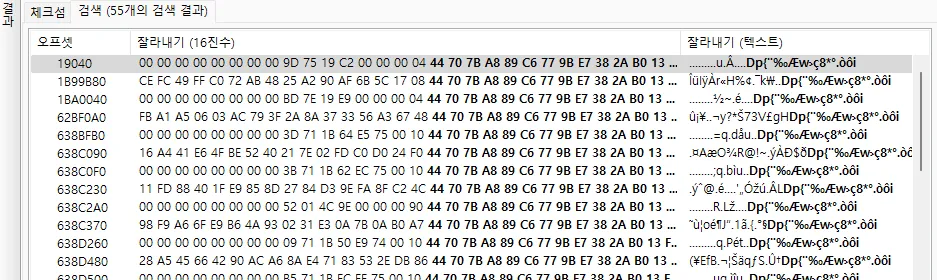 결과
체크섬 검색 (55개의 검색 결과)
오프셋 잘라내기 (16진수) 잘라내기 (텍스트)
19040 00 00 00 00 00 00 00 00 9D 75 19 C2 00 00 00 04 44 70 7B A8 89 C6 77 9B E7 38 2A B0 13 ... .........u.Â....Dp{¨‰Æw›ç8*°.òôi
1B99B80 CE FC 49 FF C0 72 AB 48 25 A2 90 AF 6B 5C 17 08 44 70 7B A8 89 C6 77 9B E7 38 2A B0 13 ... ÎüIÿÀr«H%¢.¯k\..Dp{¨‰Æw›ç8*°.òôi
1BA0040 00 00 00 00 00 00 00 00 BD 7E 19 E9 00 00 00 04 44 70 7B A8 89 C6 77 9B E7 38 2A B0 13 ... ........½~.é....Dp{¨‰Æw›ç8*°.òôi
62BF0A0 FB A1 A5 06 03 AC 79 3F 2A 8A 37 33 56 A3 67 48 44 70 7B A8 89 C6 77 9B E7 38 2A B0 13 ... û¡¥..¬y?*Š73V£gHDp{¨‰Æw›ç8*°.òôi
638BFB0 00 00 00 00 00 00 00 00 3D 71 1B 64 E5 75 00 10 44 70 7B A8 89 C6 77 9B E7 38 2A B0 13 ... ........=q.dåu..Dp{¨‰Æw›ç8*°.òôi
638C090 16 A4 41 E6 4F BE 52 40 21 7E 02 FD C0 D0 24 F0 44 70 7B A8 89 C6 77 9B E7 38 2A B0 13 ... .¤AæO¾R@!~.ýÀÐ$ðDp{¨‰Æw›ç8*°.òô
638C0F0 00 00 00 00 00 00 00 00 3B 71 1B 62 EC 75 00 10 44 70 7B A8 89 C6 77 9B E7 38 2A B0 13 ... ........;q.bìu..Dp{¨‰Æw›ç8*°.òôi
638C230 11 FD 88 40 1F E9 85 8D 27 84 D3 9E FA 8F C2 4C 44 70 7B A8 89 C6 77 9B E7 38 2A B0 13 ... .ýˆ@.é….'„Óžú.ÂLDp{¨‰Æw›ç8*°.òôi
638C2A0 00 00 00 00 00 00 00 00 52 01 4C 9E 00 00 00 90 44 70 7B A8 89 C6 77 9B E7 38 2A B0 13 ... ........R.Lž....Dp{¨‰Æw›ç8*°.òôi
638C370 98 F9 A6 6F E9 B6 4A 93 02 31 E3 0A 7B 0A B0 A7 44 70 7B A8 89 C6 77 9B E7 38 2A B0 13 ... ˜ù¦oé¶J“.1ã.{.°§Dp{¨‰Æw›ç8*°.òôi
638D260 00 00 00 00 00 00 00 00 09 71 1B 50 E9 74 00 10 44 70 7B A8 89 C6 77 9B E7 38 2A B0 13 F... .........q.Pét..Dp{¨‰Æw›ç8*°.òôi
638D480 28 A5 45 66 42 90 AC A6 8A E4 71 83 53 2E DB 86 44 70 7B A8 89 C6 77 9B E7 38 2A B0 13 ... (¥EfB.¬¦ŠäqƒS.Û†Dp{¨‰Æw›ç8*°.òôi
638D500 00 00 00 00 00 00 00 00